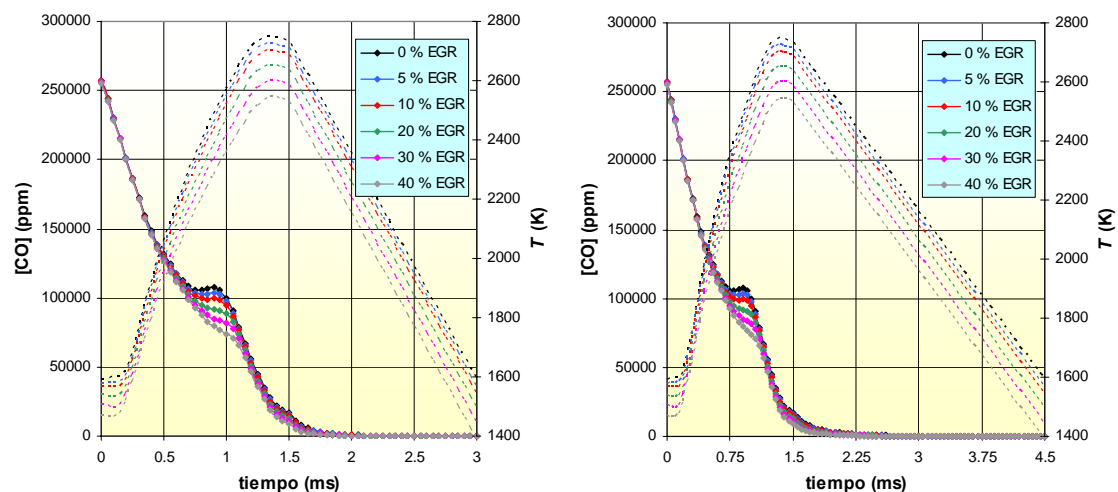 300000
250000
200000
150000
100000
50000
0
[CO] (ppm)
2800
2600
2400
2200
2000
1800
1600
1400
T (K)
0 % EGR
5 % EGR
10 % EGR
20 % EGR
30 % EGR
40 % EGR
0 0.5 1 1.5 2 2.5 3
tiempo (ms)
300000
250000
200000
150000
100000
50000
0
[CO] (ppm)
2800
2600
2400
2200
2000
1800
1600
1400
T (K)
0 % EGR
5 % EGR
10 % EGR
20 % EGR
30 % EGR
40 % EGR
0 0.75 1.5 2.25 3 3.75 4.5
tiempo (ms)